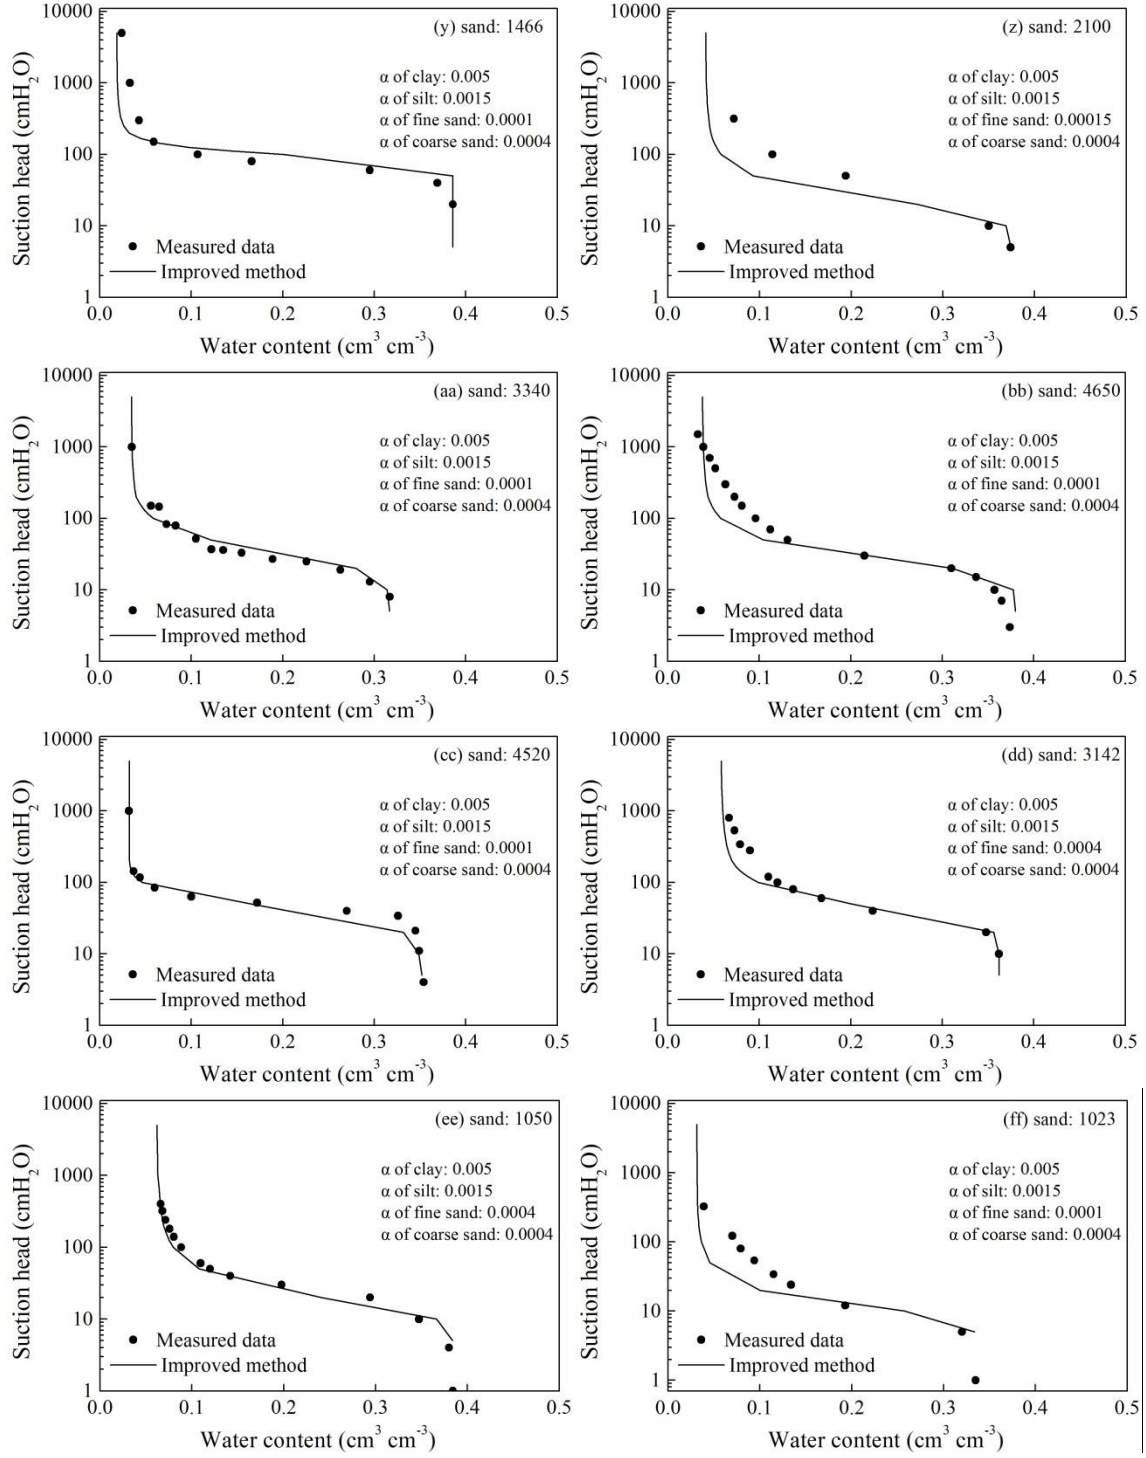 (y) sand: 1466
α of clay: 0.005
α of silt: 0.0015
α of fine sand: 0.0001
α of coarse sand: 0.0004
Suction head (cmH₂O)
10000
1000
100
10
1
Measured data
Improved method
0.0 0.1 0.2 0.3 0.4 0.5
Water content (cm³ cm⁻³)
(z) sand: 2100
α of clay: 0.005
α of silt: 0.0015
α of fine sand: 0.00015
α of coarse sand: 0.0004
Suction head (cmH₂O)
10000
1000
100
10
1
Measured data
Improved method
0.0 0.1 0.2 0.3 0.4 0.5
Water content (cm³ cm⁻³)
(aa) sand: 3340
α of clay: 0.005
α of silt: 0.0015
α of fine sand: 0.0001
α of coarse sand: 0.0004
Suction head (cmH₂O)
10000
1000
100
10
1
Measured data
Improved method
0.0 0.1 0.2 0.3 0.4 0.5
Water content (cm³ cm⁻³)
(bb) sand: 4650
α of clay: 0.005
α of silt: 0.0015
α of fine sand: 0.0001
α of coarse sand: 0.0004
Suction head (cmH₂O)
10000
1000
100
10
1
Measured data
Improved method
0.0 0.1 0.2 0.3 0.4 0.5
Water content (cm³ cm⁻³)
(cc) sand: 4520
α of clay: 0.005
α of silt: 0.0015
α of fine sand: 0.0001
α of coarse sand: 0.0004
Suction head (cmH₂O)
10000
1000
100
10
1
Measured data
Improved method
0.0 0.1 0.2 0.3 0.4 0.5
Water content (cm³ cm⁻³)
(dd) sand: 3142
α of clay: 0.005
α of silt: 0.0015
α of fine sand: 0.0004
α of coarse sand: 0.0004
Suction head (cmH₂O)
10000
1000
100
10
1
Measured data
Improved method
0.0 0.1 0.2 0.3 0.4 0.5
Water content (cm³ cm⁻³)
(ee) sand: 1050
α of clay: 0.005
α of silt: 0.0015
α of fine sand: 0.0004
α of coarse sand: 0.0004
Suction head (cmH₂O)
10000
1000
100
10
1
Measured data
Improved method
0.0 0.1 0.2 0.3 0.4 0.5
Water content (cm³ cm⁻³)
(ff) sand: 1023
α of clay: 0.005
α of silt: 0.0015
α of fine sand: 0.0001
α of coarse sand: 0.0004
Suction head (cmH₂O)
10000
1000
100
10
1
Measured data
Improved method
0.0 0.1 0.2 0.3 0.4 0.5
Water content (cm³ cm⁻³)